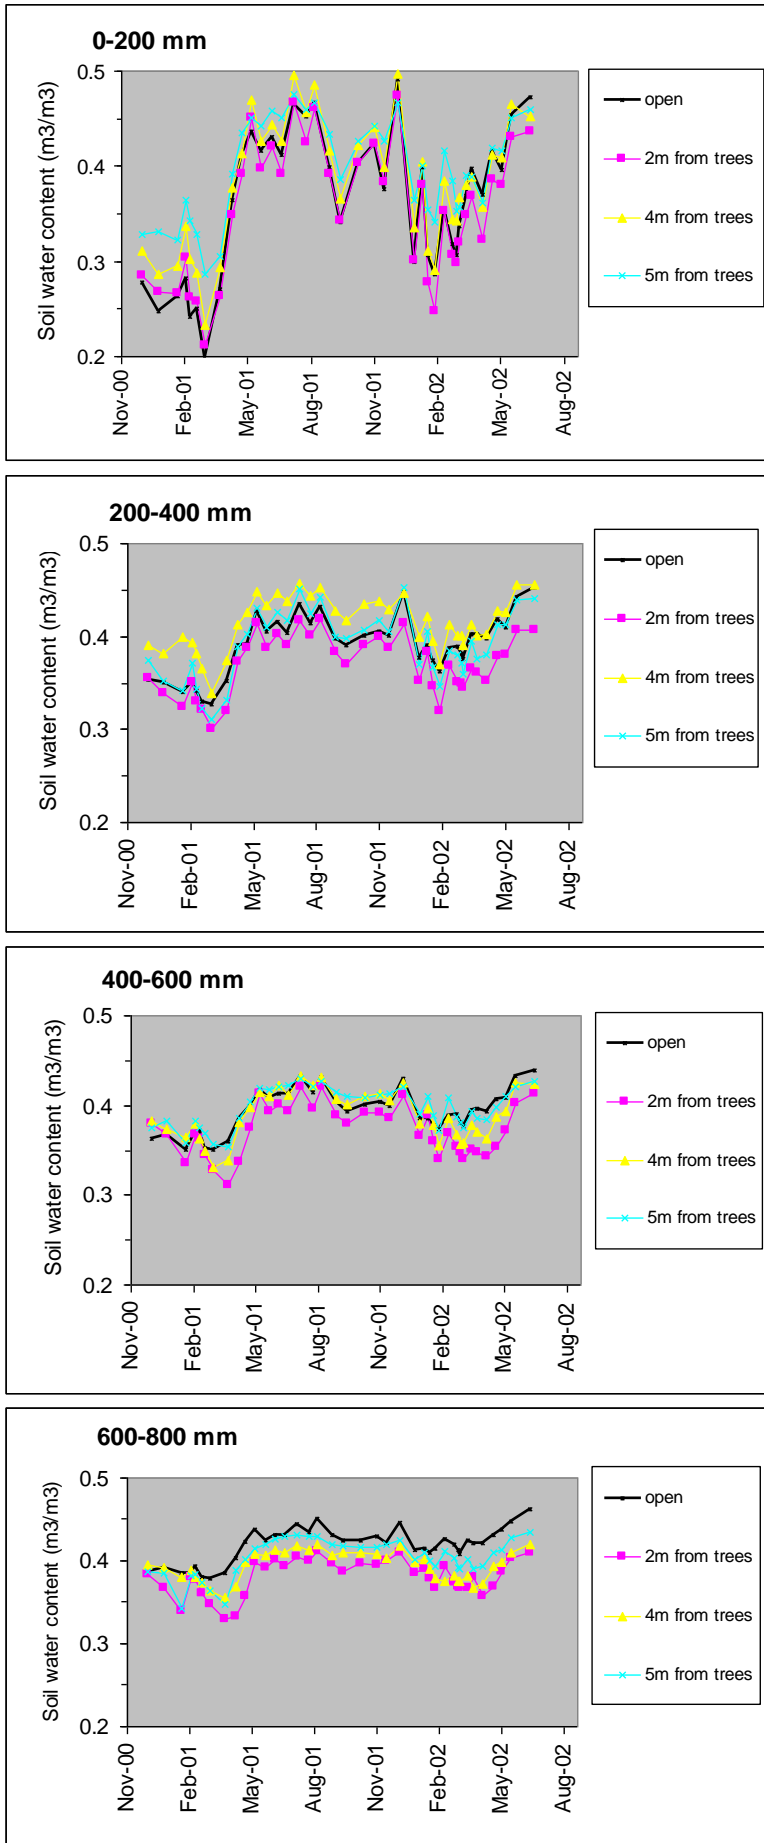 0-200 mm
Soil water content (m3/m3)
0.5
0.4
0.3
0.2
Nov-00
Feb-01
May-01
Aug-01
Nov-01
Feb-02
May-02
Aug-02
open
2m from trees
4m from trees
5m from trees
200-400 mm
Soil water content (m3/m3)
0.5
0.4
0.3
0.2
Nov-00
Feb-01
May-01
Aug-01
Nov-01
Feb-02
May-02
Aug-02
open
2m from trees
4m from trees
5m from trees
400-600 mm
Soil water content (m3/m3)
0.5
0.4
0.3
0.2
Nov-00
Feb-01
May-01
Aug-01
Nov-01
Feb-02
May-02
Aug-02
open
2m from trees
4m from trees
5m from trees
600-800 mm
Soil water content (m3/m3)
0.5
0.4
0.3
0.2
Nov-00
Feb-01
May-01
Aug-01
Nov-01
Feb-02
May-02
Aug-02
open
2m from trees
4m from trees
5m from trees